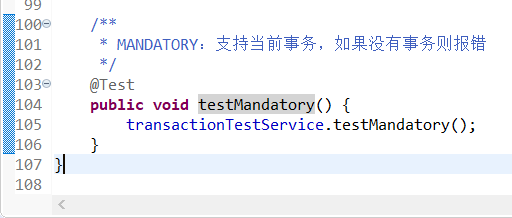 99
100 /**
101 * MANDATORY: 支持当前事务，如果没有事务则报错
102 */
103 @Test
104 public void testMandatory() {
105 transactionTestService.testMandatory();
106 }
107 }
108